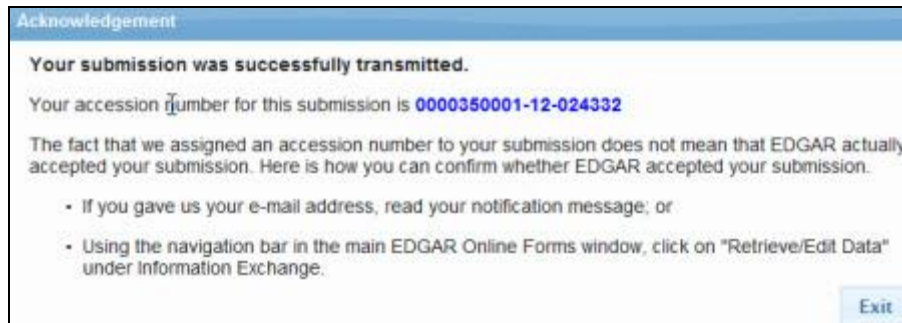 Acknowledgement
Your submission was successfully transmitted.
Your accession number for this submission is 0000350001-12-024332
The fact that we assigned an accession number to your submission does not mean that EDGAR actually
accepted your submission. Here is how you can confirm whether EDGAR accepted your submission.
• If you gave us your e-mail address, read your notification message; or
• Using the navigation bar in the main EDGAR Online Forms window, click on "Retrieve/Edit Data"
under Information Exchange.
Exit